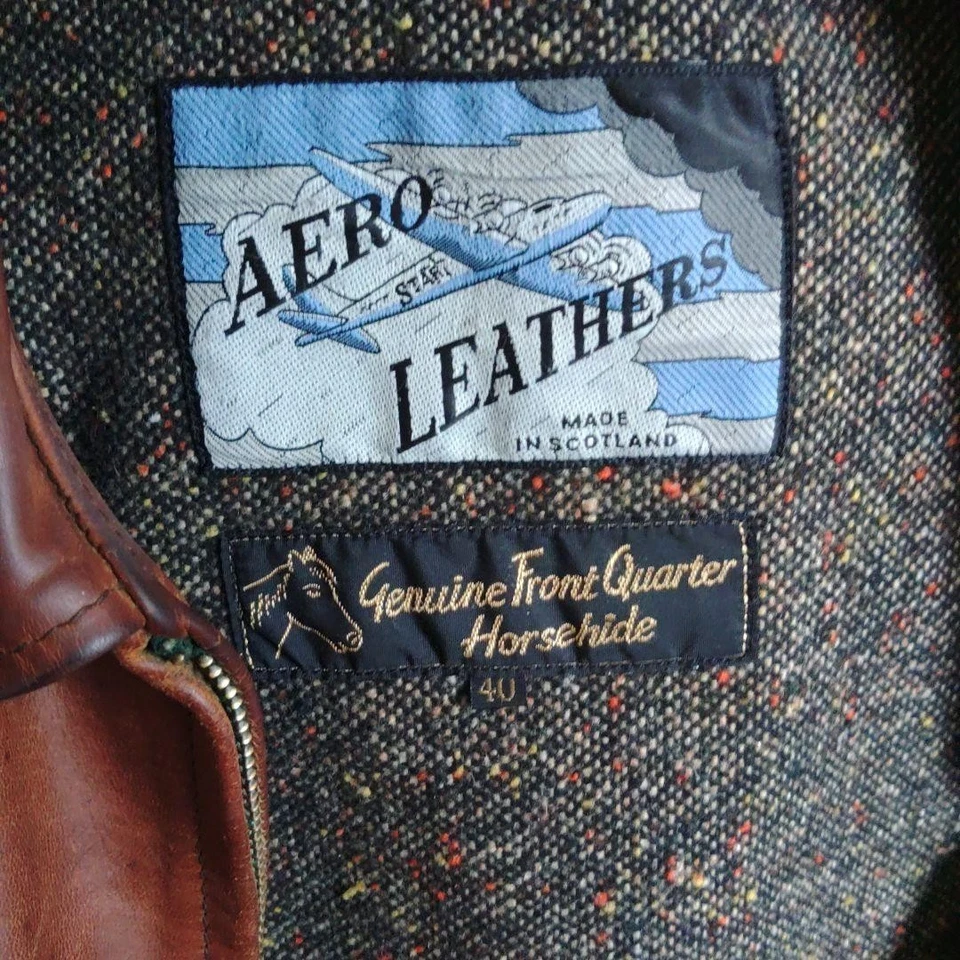 AERO
START
LEATHERS
MADE
IN SCOTLAND
Genuine Front Quarter
Horsehide
40